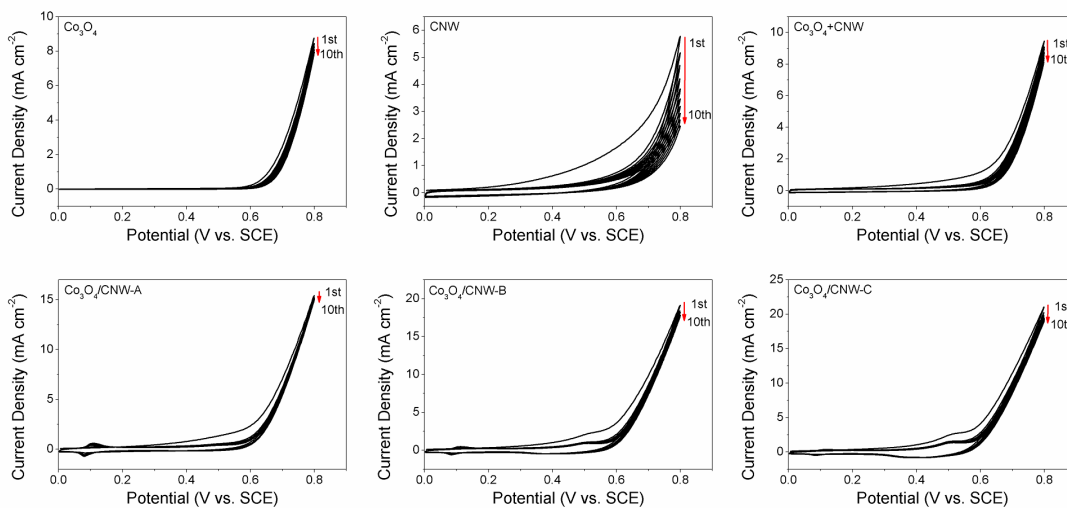 Co₃O₄
1st
10th
10
8
6
4
2
0
0.0 0.2 0.4 0.6 0.8
Current Density (mA cm⁻²)
Potential (V vs. SCE)
CNW
1st
10th
6
5
4
3
2
1
0
0.0 0.2 0.4 0.6 0.8
Current Density (mA cm⁻²)
Potential (V vs. SCE)
Co₃O₄+CNW
1st
10th
10
8
6
4
2
0
0.0 0.2 0.4 0.6 0.8
Current Density (mA cm⁻²)
Potential (V vs. SCE)
Co₃O₄/CNW-A
1st
10th
15
10
5
0
0.0 0.2 0.4 0.6 0.8
Current Density (mA cm⁻²)
Potential (V vs. SCE)
Co₃O₄/CNW-B
1st
10th
20
15
10
5
0
0.0 0.2 0.4 0.6 0.8
Current Density (mA cm⁻²)
Potential (V vs. SCE)
Co₃O₄/CNW-C
1st
10th
25
20
15
10
5
0
0.0 0.2 0.4 0.6 0.8
Current Density (mA cm⁻²)
Potential (V vs. SCE)